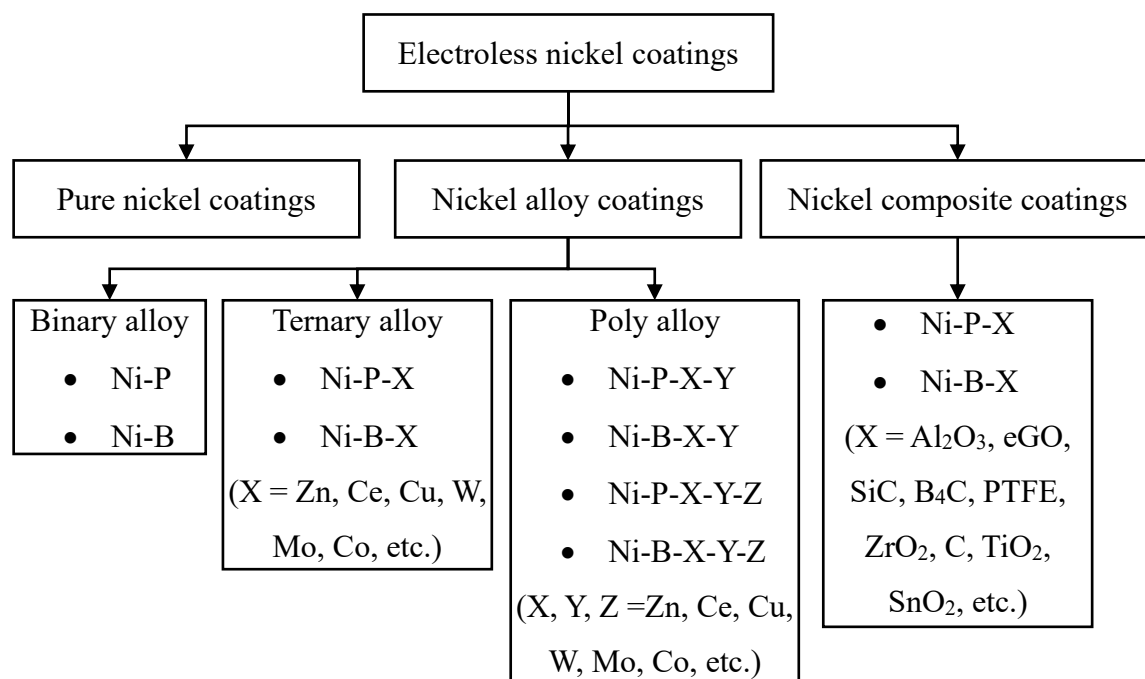 Electroless nickel coatings
Pure nickel coatings
Nickel alloy coatings
Nickel composite coatings
Binary alloy
• Ni-P
• Ni-B
Ternary alloy
• Ni-P-X
• Ni-B-X
(X = Zn, Ce, Cu, W,
Mo, Co, etc.)
Poly alloy
• Ni-P-X-Y
• Ni-B-X-Y
• Ni-P-X-Y-Z
• Ni-B-X-Y-Z
(X, Y, Z =Zn, Ce, Cu,
W, Mo, Co, etc.)
• Ni-P-X
• Ni-B-X
(X = Al₂O₃, eGO,
SiC, B₄C, PTFE,
ZrO₂, C, TiO₂,
SnO₂, etc.)